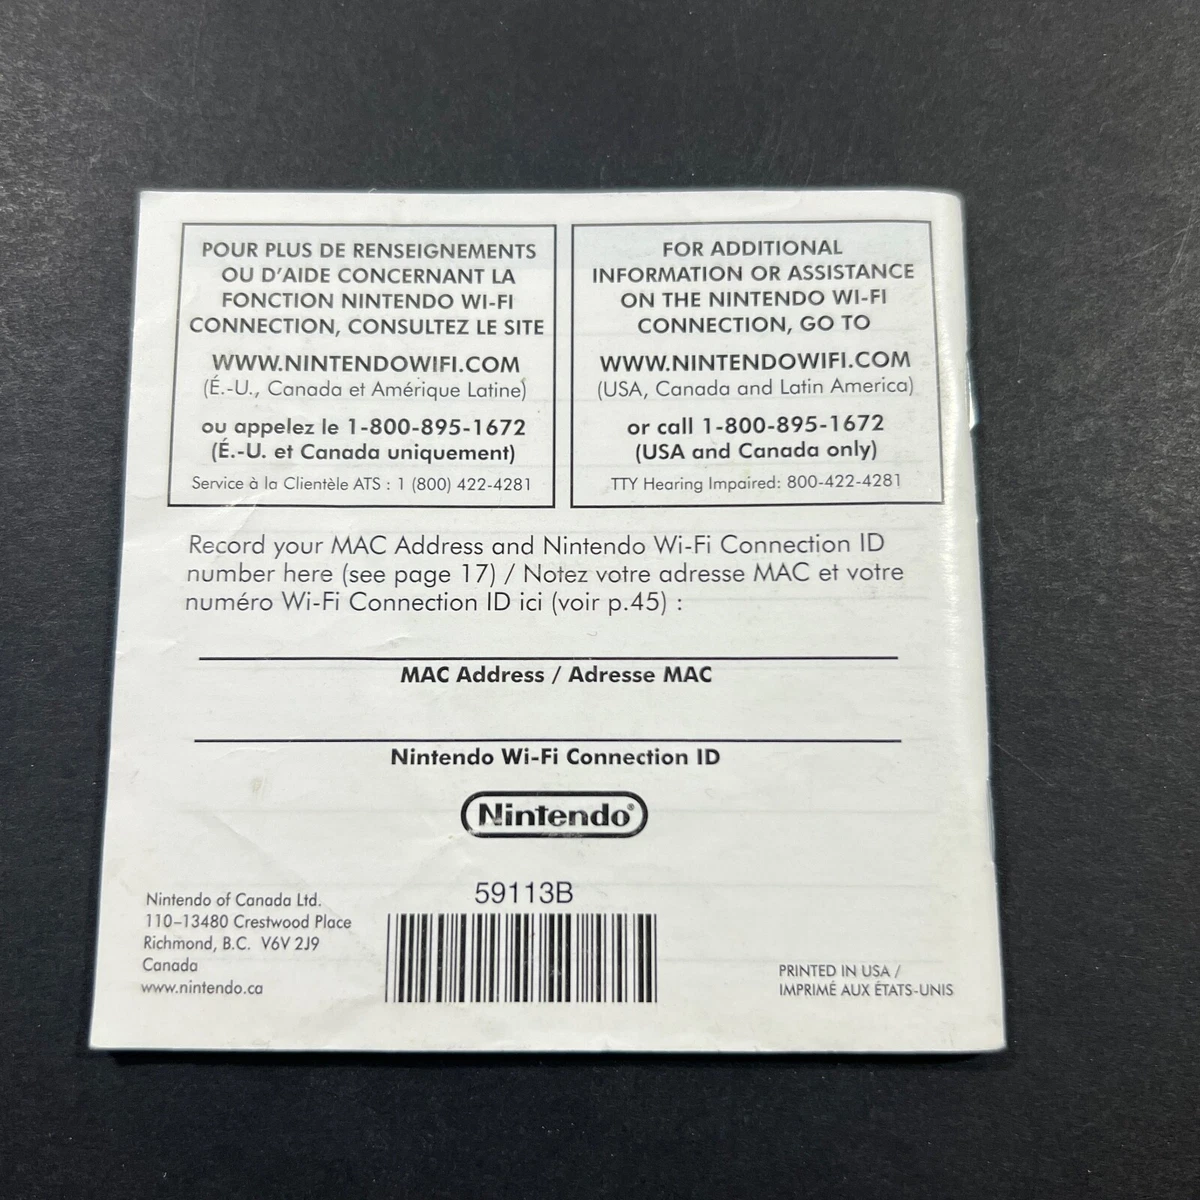 POUR PLUS DE RENSEIGNEMENTS
OU D'AIDE CONCERNANT LA
FONCTION NINTENDO WI-FI
CONNECTION, CONSULTEZ LE SITE
WWW.NINTENDOWIFI.COM
(É.-U., Canada et Amérique Latine)
ou appelez le 1-800-895-1672
(É.-U. et Canada uniquement)
Service à la Clientèle ATS : 1 (800) 422-4281
FOR ADDITIONAL
INFORMATION OR ASSISTANCE
ON THE NINTENDO WI-FI
CONNECTION, GO TO
WWW.NINTENDOWIFI.COM
(USA, Canada and Latin America)
or call 1-800-895-1672
(USA and Canada only)
TTY Hearing Impaired: 800-422-4281
Record your MAC Address and Nintendo Wi-Fi Connection ID
number here (see page 17) / Notez votre adresse MAC et votre
numéro Wi-Fi Connection ID ici (voir p.45) :
MAC Address / Adresse MAC
Nintendo Wi-Fi Connection ID
Nintendo®
Nintendo of Canada Ltd.
110–13480 Crestwood Place
Richmond, B.C. V6V 2J9
Canada
www.nintendo.ca
59113B
PRINTED IN USA /
IMPRIMÉ AUX ÉTATS-UNIS